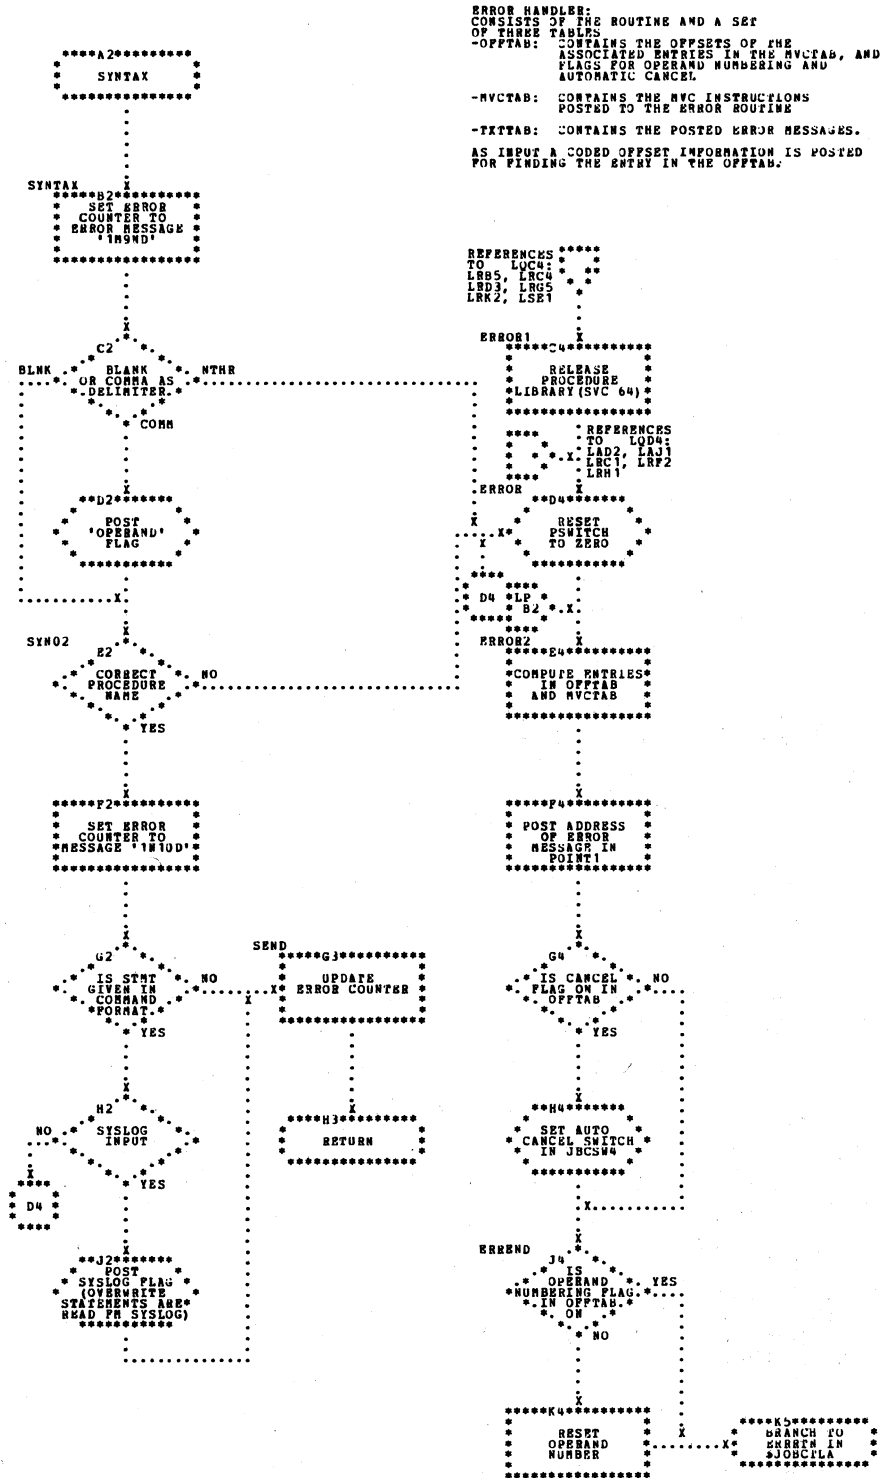 ERROR HANDLER:
CONSISTS OF THE ROUTINE AND A SET
OF THREE TABLES
-OFFTAB: CONTAINS THE OFFSETS OF THE
ASSOCIATED ENTRIES IN THE MVCTAB, AND
FLAGS FOR OPERAND NUMBERING AND
AUTOMATIC CANCEL
-MVCTAB: CONTAINS THE MVC INSTRUCTIONS
POSTED TO THE ERROR ROUTINE
-TXTTAB: CONTAINS THE POSTED ERROR MESSAGES.
AS INPUT A CODED OFFSET INFORMATION IS POSTED
FOR FINDING THE ENTRY IN THE OFFTAB.
A2
SYNTAX
SYNTAX
B2
SET ERROR
COUNTER TO
ERROR MESSAGE
'1M9ND'
C2
BLNK
BLANK
OR COMMA AS
DELIMITER.
NTHR
COMM
D2
POST
'OPERAND'
FLAG
SYN02
E2
CORRECT
PROCEDURE
NAME
NO
YES
F2
SET ERROR
COUNTER TO
MESSAGE '1N10D'
G2
IS STMT
GIVEN IN
COMMAND
FORMAT.
NO
YES
SEND
G3
UPDATE
ERROR COUNTER
H2
NO
SYSLOG
INPUT
YES
D4
H3
RETURN
J2
POST
SYSLOG FLAG
(OVERWRITE
STATEMENTS ARE
READ FM SYSLOG)
REFERENCES
TO LQC4:
LRB5, LRC4
LRD3, LRG5
LRK2, LSE1
ERROR1
C4
RELEASE
PROCEDURE
LIBRARY(SVC 64)
REFERENCES
TO LQD4:
LAD2, LAJ1
LRC1, LRF2
LRH1
ERROR
D4
RESET
PSWITCH
TO ZERO
D4
LP
B2
ERROR2
E4
COMPUTE ENTRIES
IN OFFTAB
AND MVCTAB
F4
POST ADDRESS
OF ERROR
MESSAGE IN
POINT1
G4
IS CANCEL
FLAG ON IN
OFFTAB
NO
YES
H4
SET AUTO
CANCEL SWITCH
IN JBCSW4
ERREND
J4
IS
OPERAND
NUMBERING FLAG
IN OFFTAB.
ON
YES
NO
K4
RESET
OPERAND
NUMBER
K5
BRANCH TO
ERRRTN IN
$JOBCTLA